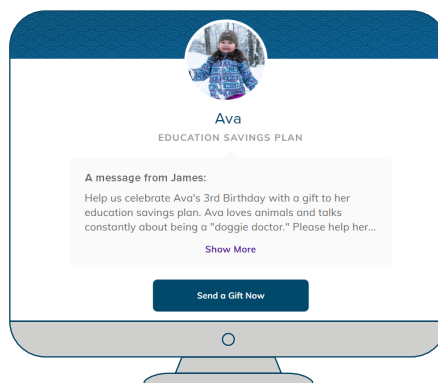 Ava
EDUCATION SAVINGS PLAN
A message from James:
Help us celebrate Ava's 3rd Birthday with a gift to her
education savings plan. Ava loves animals and talks
constantly about being a "doggie doctor." Please help her...
Show More
Send a Gift Now